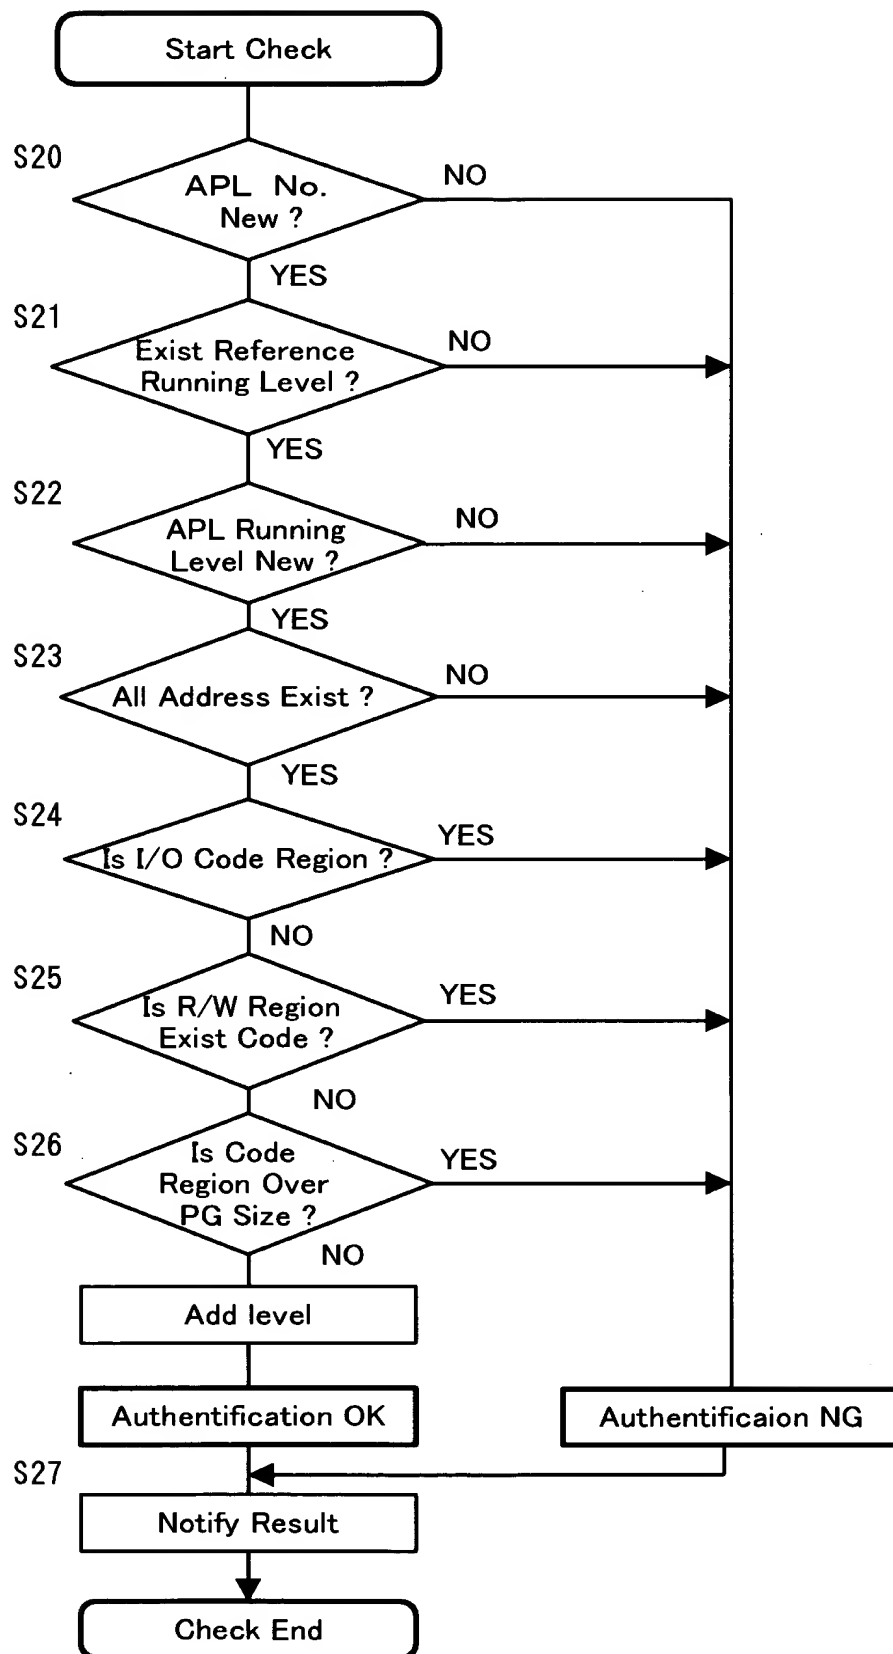 Start Check
S20
APL No.
New ?
NO
YES
S21
Exist Reference
Running Level ?
NO
YES
S22
APL Running
Level New ?
NO
YES
S23
All Address Exist ?
NO
YES
S24
Is I/O Code Region ?
YES
NO
S25
Is R/W Region
Exist Code ?
YES
NO
S26
Is Code
Region Over
PG Size ?
YES
NO
Add level
Authentification OK
Authentificaion NG
S27
Notify Result
Check End